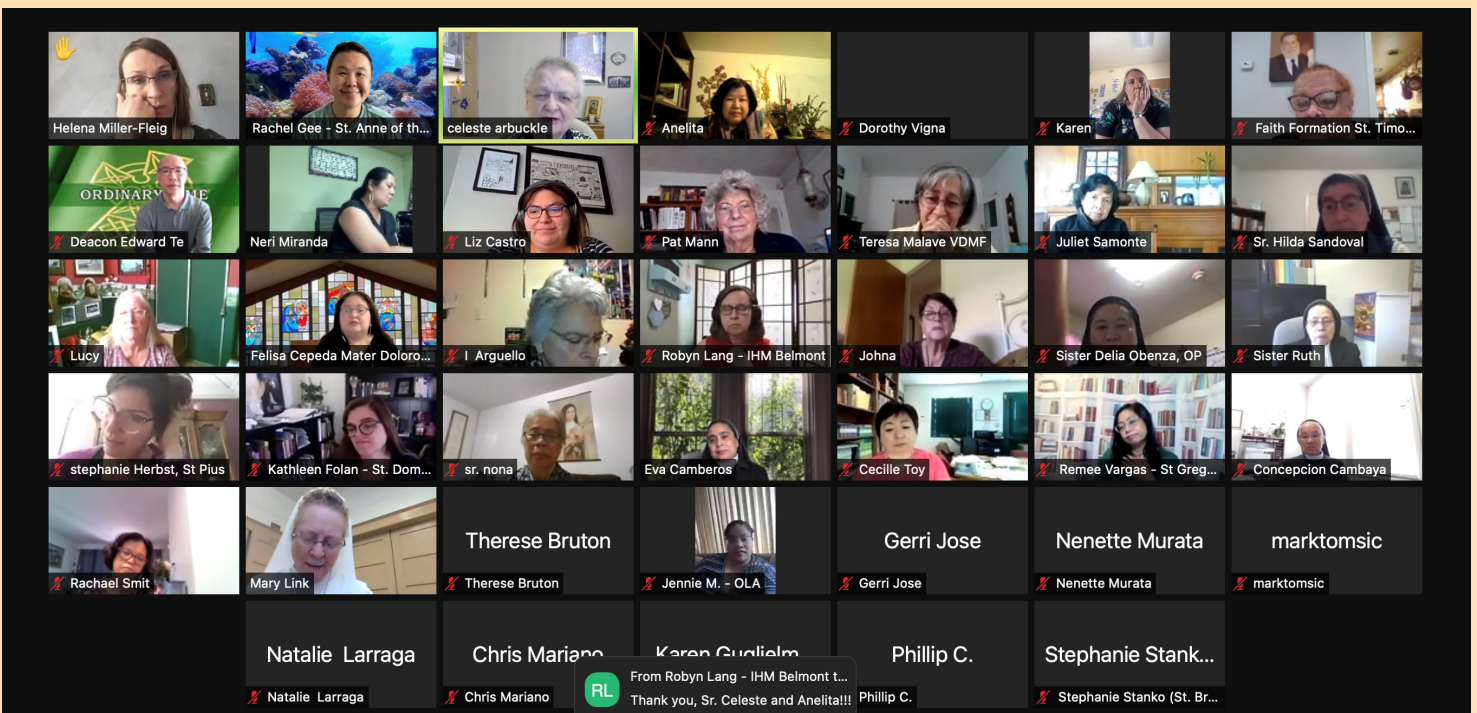 Helena Miller-Fleig
Rachel Gee - St. Anne of th...
celeste arbuckle
Anelita
Dorothy Vigna
Karen
Faith Formation St. Timo...
ORDINARY
Deacon Edward Te
Neri Miranda
Liz Castro
Pat Mann
Teresa Malave VDMF
Juliet Samonte
Sr. Hilda Sandoval
Lucy
Felisa Cepeda Mater Doloro...
I Arguello
Robyn Lang - IHM Belmont
Johna
Sister Delia Obenza, OP
Sister Ruth
stephanie Herbst, St Pius
Kathleen Folan - St. Dom...
sr. nona
Eva Camberos
Cecille Toy
Remee Vargas - St Greg...
Concepcion Cambaya
Rachael Smit
Mary Link
Therese Bruton
Therese Bruton
Jennie M. - OLA
Gerri Jose
Gerri Jose
Nenette Murata
Nenette Murata
marktomsic
marktomsic
Natalie Larraga
Natalie Larraga
Chris Mariano
Chris Mariano
Karen Guglielm
Phillip C.
Phillip C.
Stephanie Stank...
Stephanie Stanko (St. Br...
RL
From Robyn Lang - IHM Belmont t...
Thank you, Sr. Celeste and Anelita!!!